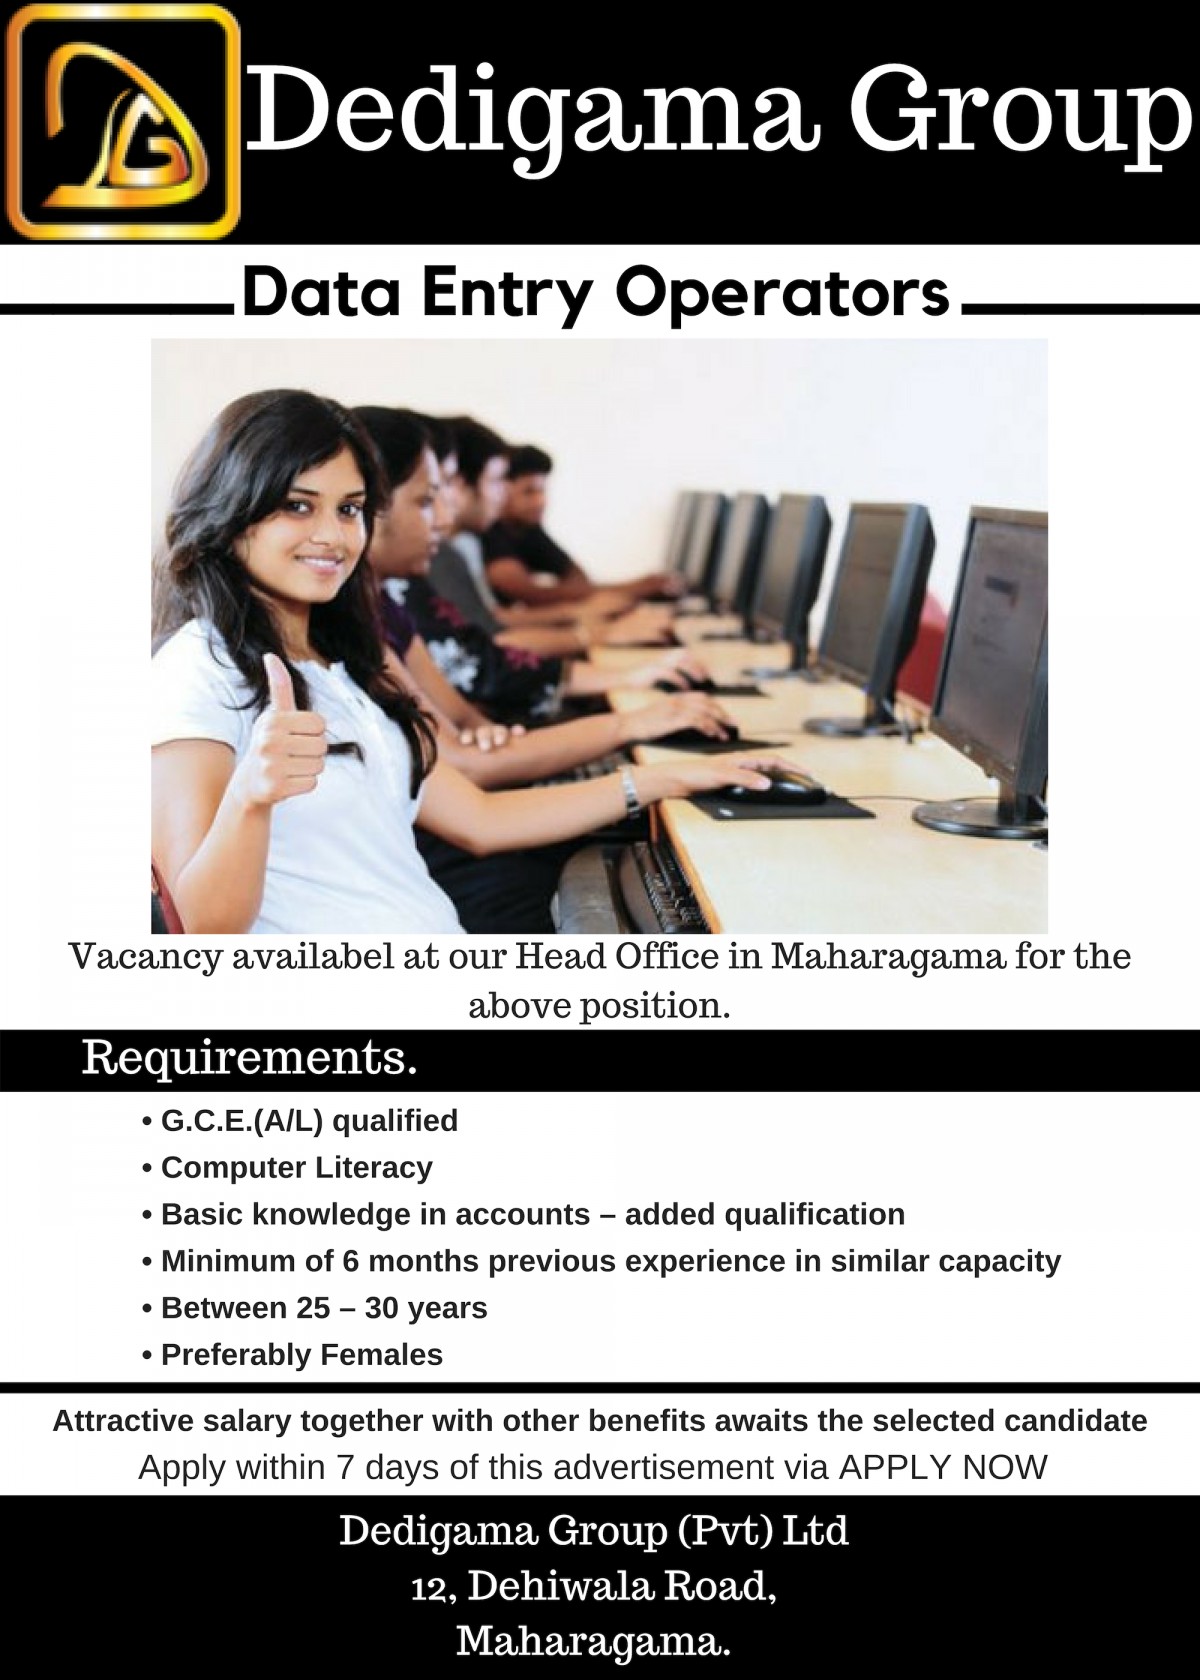 DG
Dedigama Group
Data Entry Operators
Vacancy availabel at our Head Office in Maharagama for the
above position.
Requirements.
• G.C.E.(A/L) qualified
• Computer Literacy
• Basic knowledge in accounts – added qualification
• Minimum of 6 months previous experience in similar capacity
• Between 25 – 30 years
• Preferably Females
Attractive salary together with other benefits awaits the selected candidate
Apply within 7 days of this advertisement via APPLY NOW
Dedigama Group (Pvt) Ltd
12, Dehiwala Road,
Maharagama.